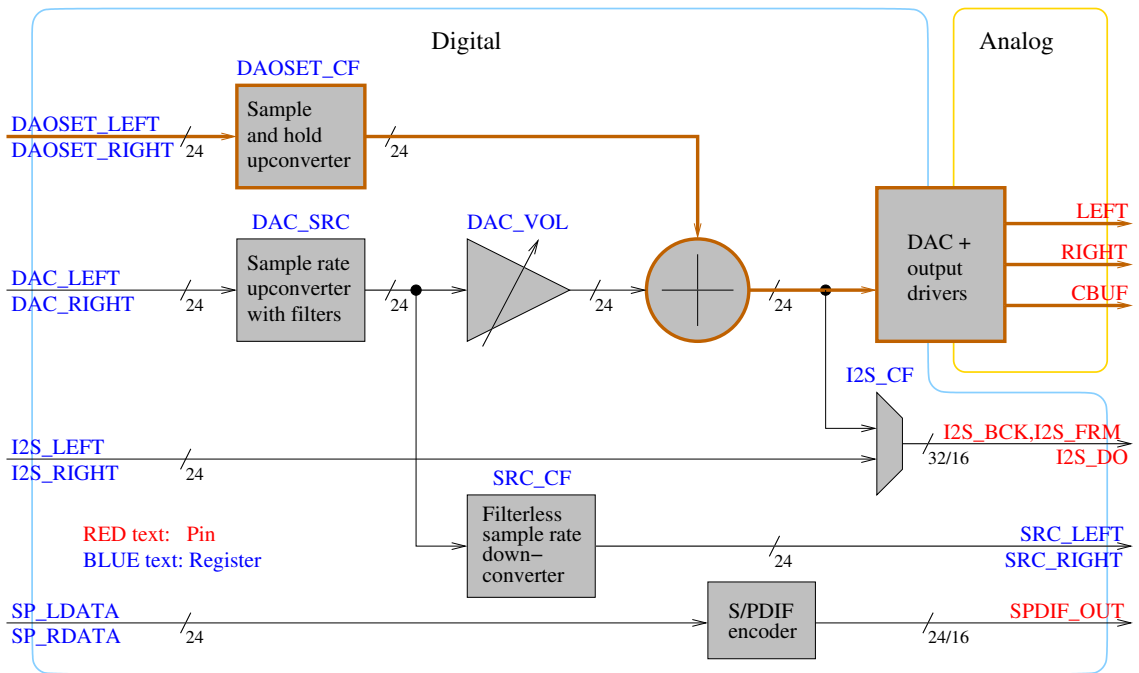 Digital
Analog
DAOSET_CF
DAOSET_LEFT
DAOSET_RIGHT
24
Sample
and hold
upconverter
24
LEFT
RIGHT
CBUF
DAC_SRC
DAC_VOL
DAC_LEFT
DAC_RIGHT
24
Sample rate
upconverter
with filters
24
24
24
DAC +
output
drivers
I2S_CF
I2S_LEFT
I2S_RIGHT
24
32/16
I2S_BCK,I2S_FRM
I2S_DO
SRC_CF
Filterless
sample rate
down−
converter
24
SRC_LEFT
SRC_RIGHT
RED text: Pin
BLUE text: Register
SP_LDATA
SP_RDATA
24
S/PDIF
encoder
24/16
SPDIF_OUT